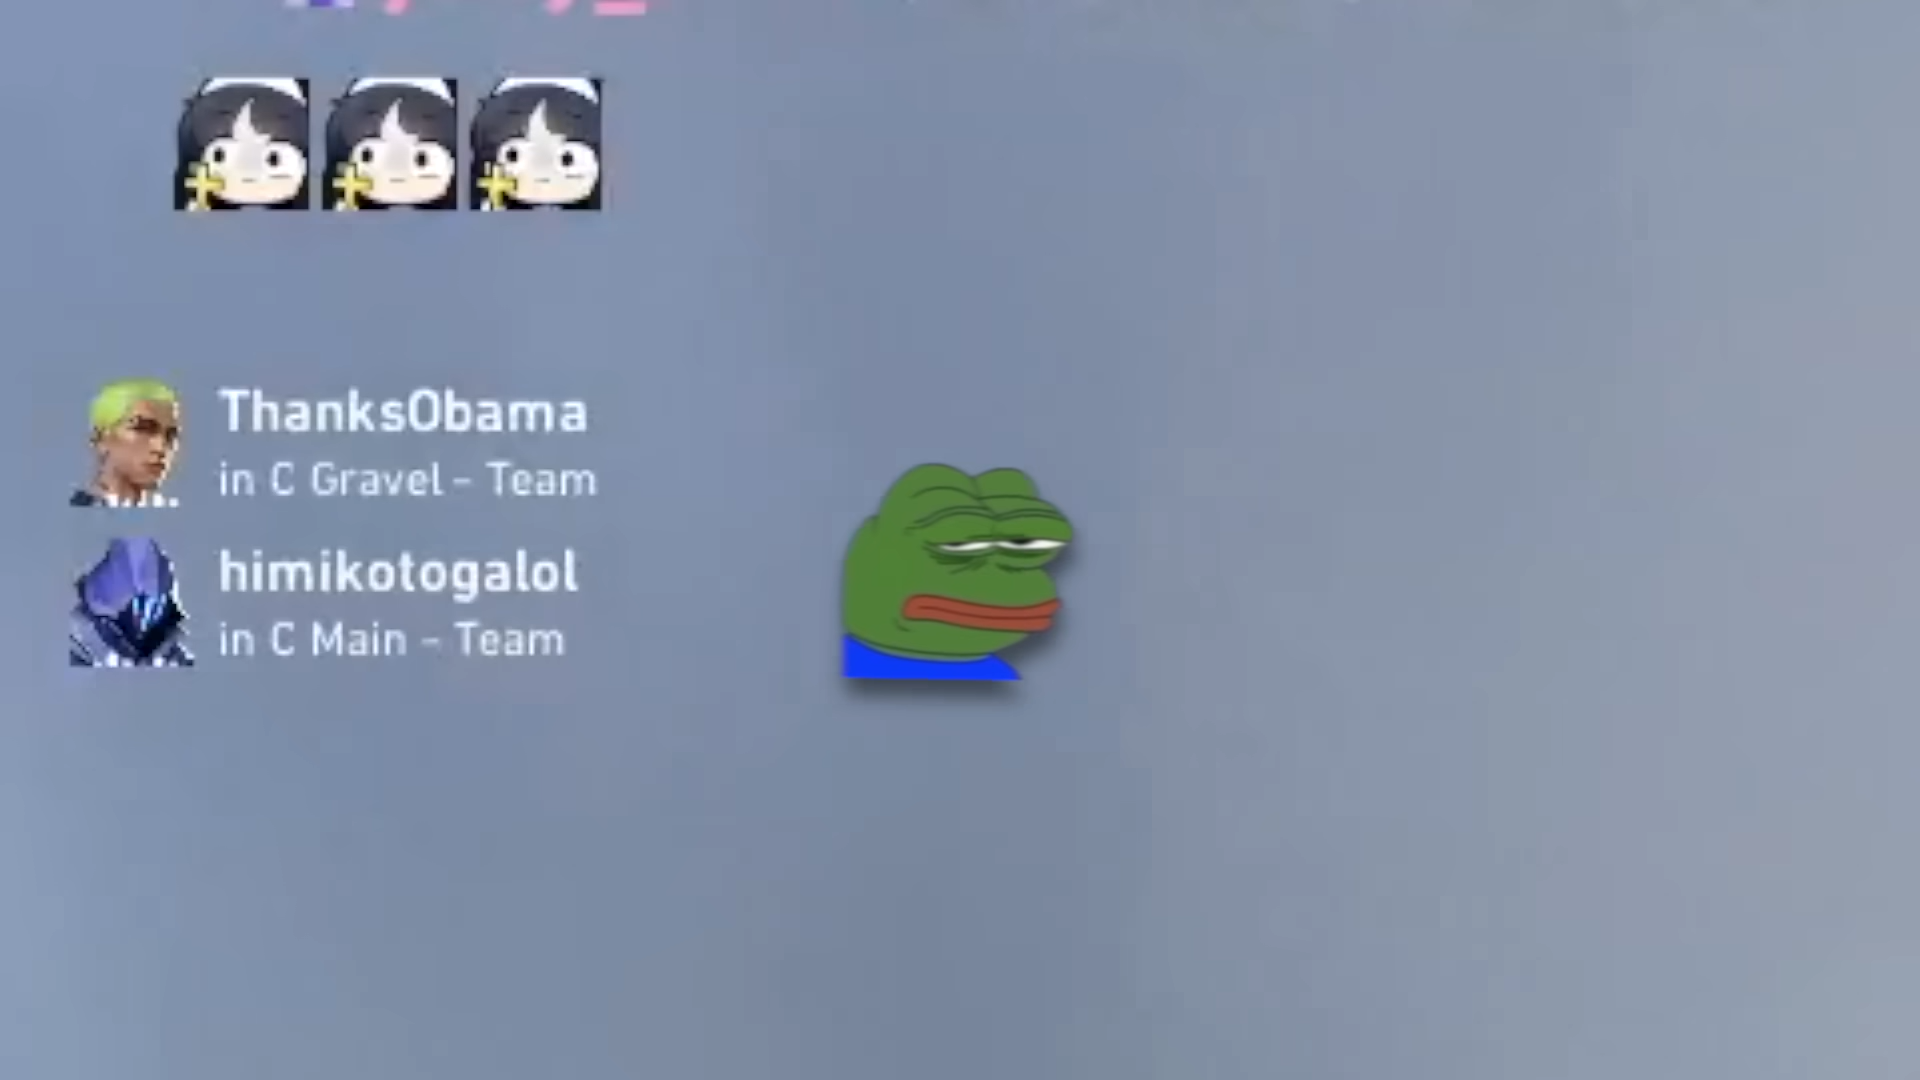 ThanksObama
in C Gravel - Team
himikotogalol
in C Main - Team